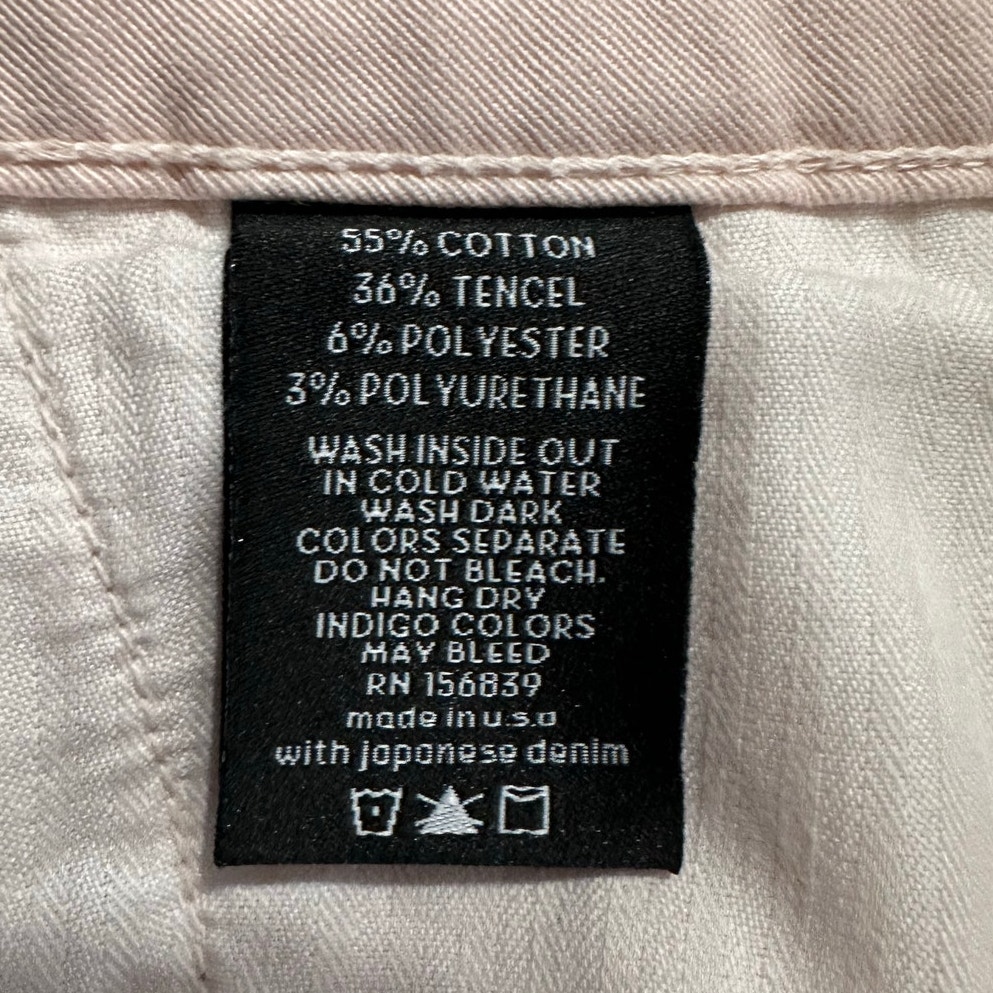 55% COTTON
36% TENCEL
6% POLYESTER
3% POLYURETHANE
WASH INSIDE OUT
IN COLD WATER
WASH DARK
COLORS SEPARATE
DO NOT BLEACH.
HANG DRY
INDIGO COLORS
MAY BLEED
RN 156839
made in u.s.a
with japanese denim